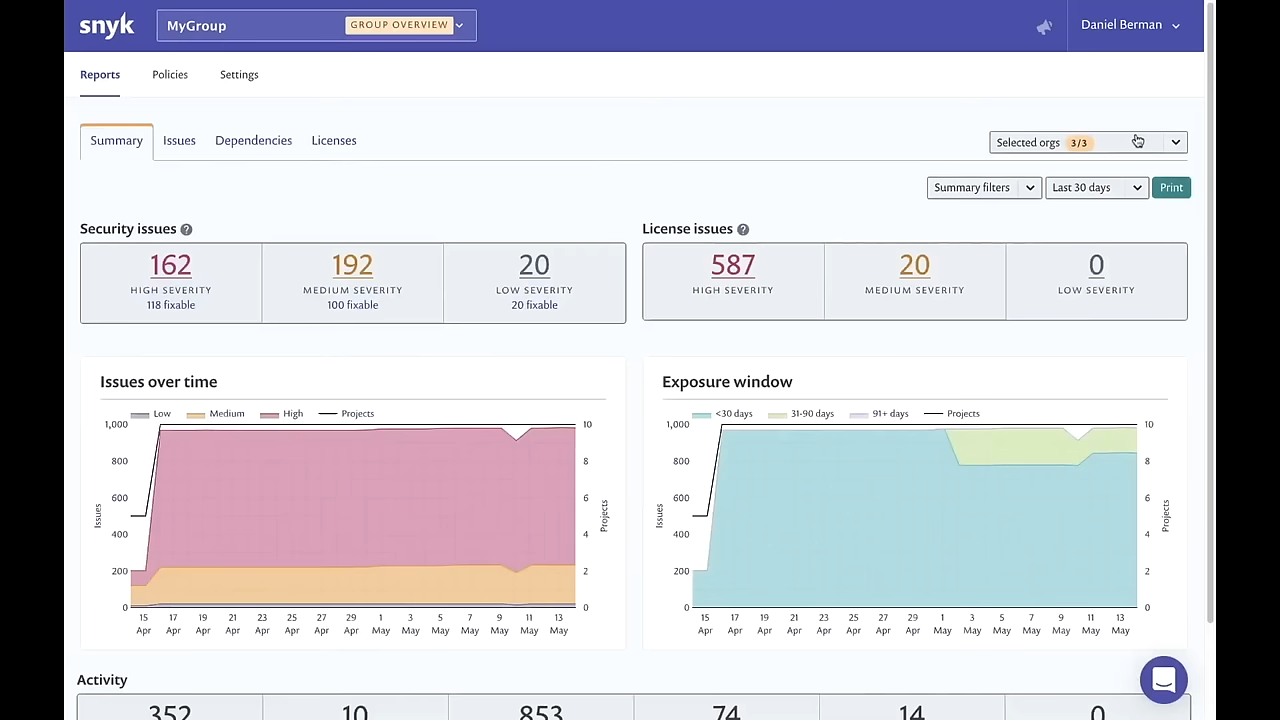 snyk MyGroup GROUP OVERVIEW Daniel Berman
Reports Policies Settings
Summary Issues Dependencies Licenses Selected orgs 3/3
Summary filters Last 30 days Print
Security issues ? License issues ?
162 192 20 587 20 0
HIGH SEVERITY MEDIUM SEVERITY LOW SEVERITY HIGH SEVERITY MEDIUM SEVERITY LOW SEVERITY
118 fixable 100 fixable 20 fixable
Issues over time
Low Medium High Projects
1,000 10
800 8
600 6
400 4
200 2
0 0
Issues
Projects
15 17 19 21 23 25 27 29 1 3 5 7 9 11 13
Apr Apr Apr Apr Apr Apr Apr Apr May May May May May May May
Exposure window
<30 days 31-90 days 91+ days Projects
1,000 10
800 8
600 6
400 4
200 2
0 0
Issues
Projects
15 17 19 21 23 25 27 29 1 3 5 7 9 11 13
Apr Apr Apr Apr Apr Apr Apr Apr May May May May May May May
Activity
352 10 853 74 14 0